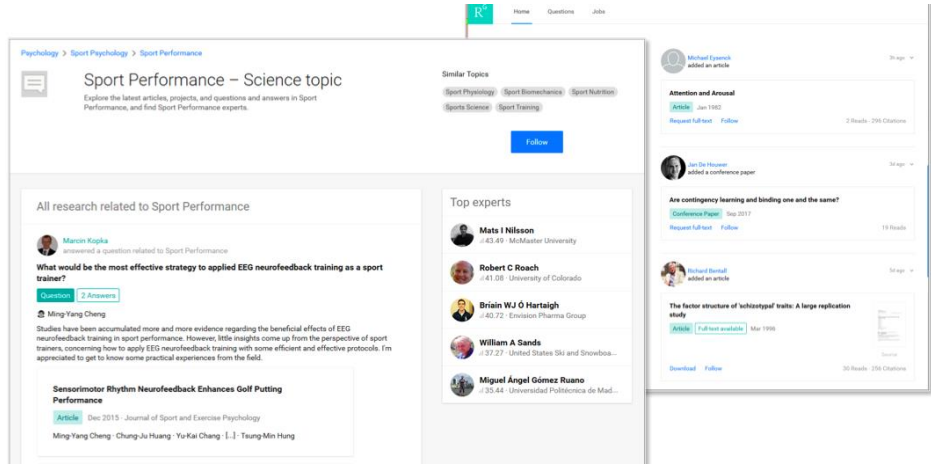 Psychology > Sport Psychology > Sport Performance
Sport Performance – Science topic
Explore the latest articles, projects, and questions and answers in Sport
Performance, and find Sport Performance experts.
Similar Topics
Sport Physiology Sport Biomechanics Sport Nutrition
Sports Science Sport Training
Follow
All research related to Sport Performance
Marcin Kopka
answered a question related to Sport Performance
What would be the most effective strategy to applied EEG neurofeedback training as a sport
trainer?
Question 2 Answers
Ming-Yang Cheng
Studies have been accumulated more and more evidence regarding the beneficial effects of EEG
neurofeedback training in sport performance. However, little insights come up from the perspective of sport
trainers, concerning how to apply EEG neurofeedback training with some efficient and effective protocols. I'm
appreciated to get to know some practical experiences from the field.
Sensorimotor Rhythm Neurofeedback Enhances Golf Putting
Performance
Article Dec 2015 · Journal of Sport and Exercise Psychology
Ming-Yang Cheng · Chung-Ju Huang · Yu-Kai Chang · [...] · Tsung-Min Hung
Top experts
Mats I Nilsson
43.49 · McMaster University
Robert C Roach
41.06 · University of Colorado
Bríain WJ Ó Hartaigh
40.72 · Envision Pharma Group
William A Sands
37.27 · United States Ski and Snowboa...
Miguel Ángel Gómez Ruano
35.44 · Universidad Politécnica de Mad...
RG
Home Questions Jobs
Michael Eysenck 3h ago
added an article
Attention and Arousal
Article Jan 1982
Request full-text Follow 2 Reads · 296 Citations
Jan De Houwer 3d ago
added a conference paper
Are contingency learning and binding one and the same?
Conference Paper Sep 2017
Request full-text Follow 19 Reads
Richard Bentall 5d ago
added an article
The factor structure of 'schizotypal' traits: A large replication
study
Article Full-text available Mar 1996
Download Follow